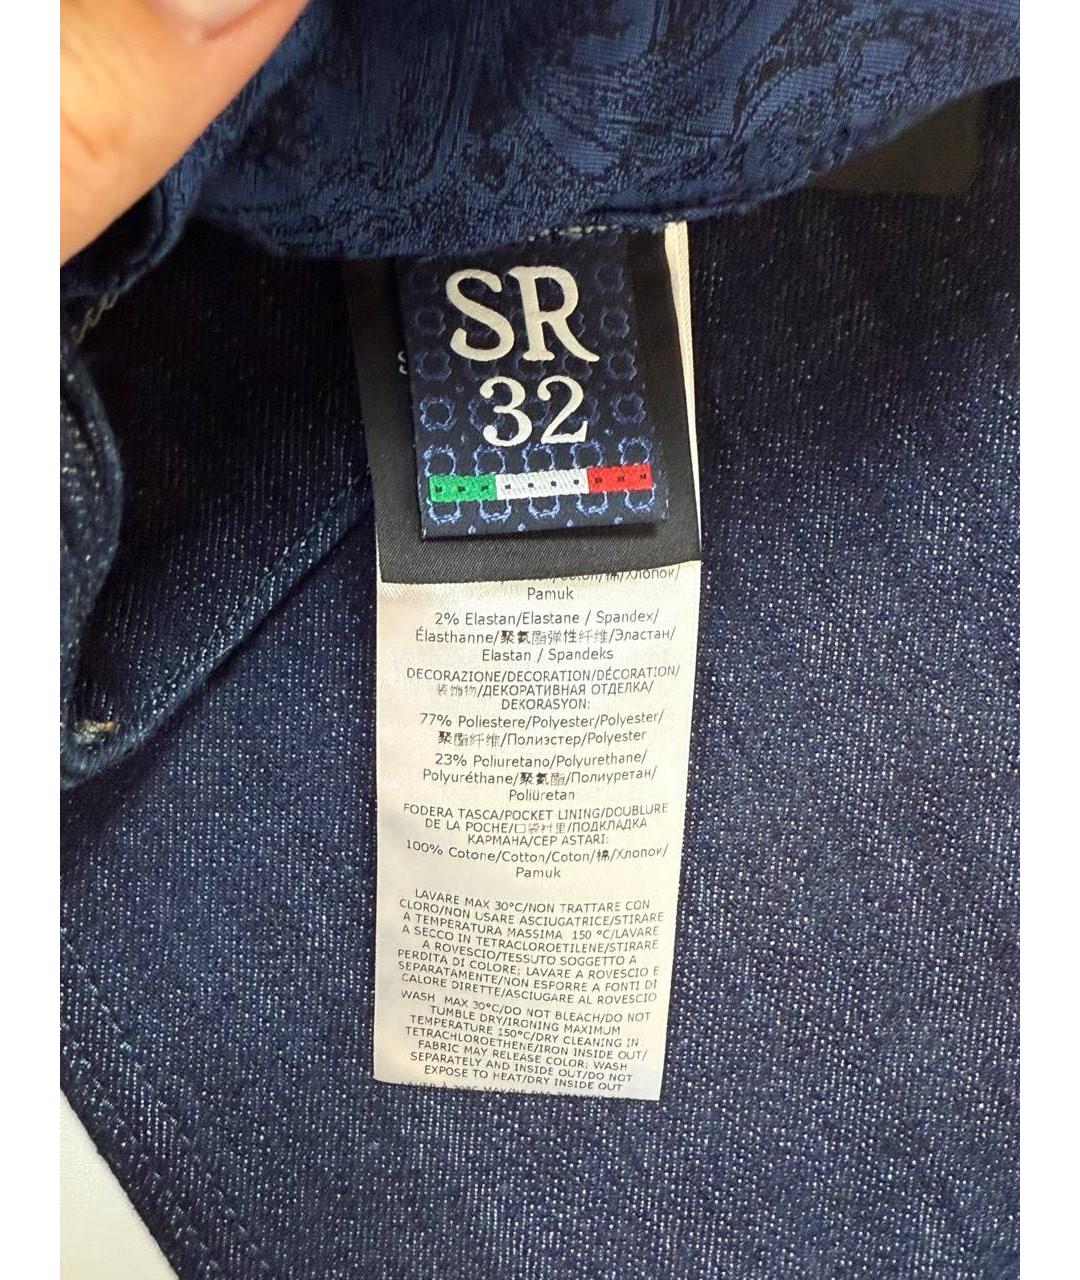 SR
32
Pamuk
2% Elastan/Elastane / Spandex/
Élasthanne/聚氨酯弹性纤维/Эластан/
Elastan / Spandeks
DECORAZIONE/DECORATION/DÉCORATION/
装饰物/ДЕКОРАТИВНАЯ ОТДЕЛКА/
DEKORASYON:
77% Poliestere/Polyester/Polyester/
聚酯纤维/Полиэстер/Polyester
23% Poliuretano/Polyurethane/
Polyuréthane/聚氨酯/Полиуретан/
Poliüretan
FODERA TASCA/POCKET LINING/DOUBLURE
DE LA POCHE/口袋衬里/ПОДКЛАДКА
КАРМАНА/CEP ASTARI:
100% Cotone/Cotton/Coton/棉/Хлопок/
Pamuk
LAVARE MAX 30°C/NON TRATTARE CON
CLORO/NON USARE ASCIUGATRICE/STIRARE
A TEMPERATURA MASSIMA 150 °C/LAVARE
A SECCO IN TETRACLOROETILENE/STIRARE
A ROVESCIO/TESSUTO SOGGETTO A
PERDITA DI COLORE; LAVARE A ROVESCIO E
SEPARATAMENTE/NON ESPORRE A FONTI DI
CALORE DIRETTE/ASCIUGARE AL ROVESCIO
WASH MAX 30°C/DO NOT BLEACH/DO NOT
TUMBLE DRY/IRONING MAXIMUM
TEMPERATURE 150°C/DRY CLEANING IN
TETRACHLOROETHENE/IRON INSIDE OUT/
FABRIC MAY RELEASE COLOR; WASH
SEPARATELY AND INSIDE OUT/DO NOT
EXPOSE TO HEAT/DRY INSIDE OUT